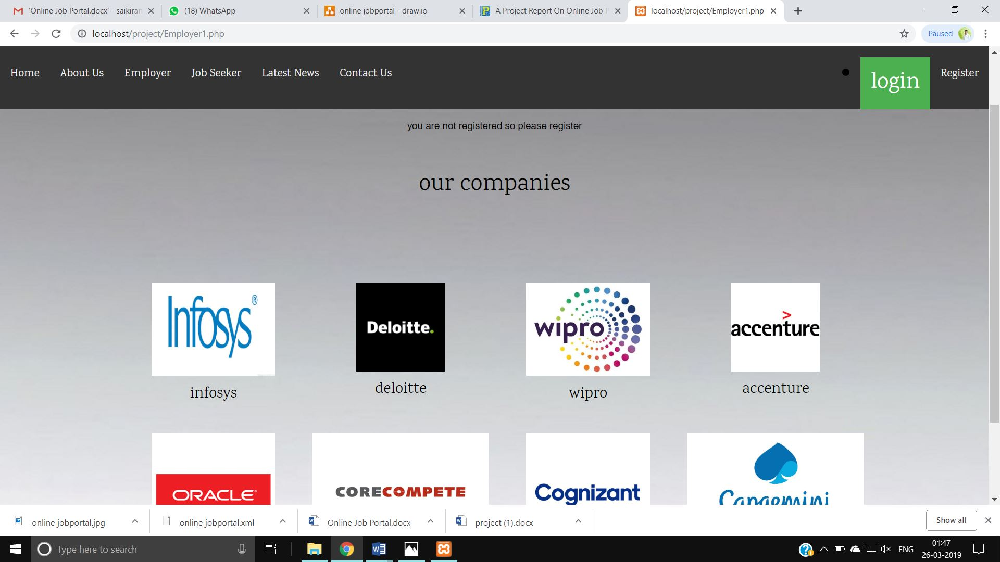 'Online Job Portal.docx' - saikiran
(18) WhatsApp
online jobportal - draw.io
A Project Report On Online Job P
localhost/project/Employer1.php
localhost/project/Employer1.php
Paused
Home
About Us
Employer
Job Seeker
Latest News
Contact Us
login
Register
you are not registered so please register
our companies
Infosys®
Deloitte.
wipro
>
accenture
infosys
deloitte
wipro
accenture
ORACLE®
CORECOMPETE
Cognizant
Capgemini
online jobportal.jpg
online jobportal.xml
Online Job Portal.docx
project (1).docx
Show all
Type here to search
ENG
01:47
26-03-2019